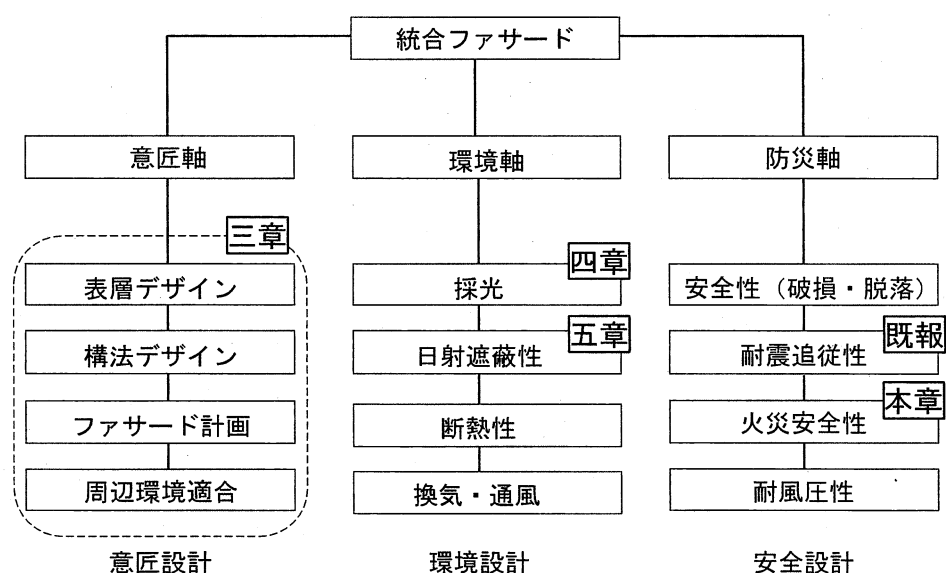 統合ファサード
意匠軸
環境軸
防災軸
三章
表層デザイン
構法デザイン
ファサード計画
周辺環境適合
四章
採光
五章
日射遮蔽性
断熱性
換気・通風
安全性（破損・脱落）
既報
耐震追従性
本章
火災安全性
耐風圧性
意匠設計
環境設計
安全設計